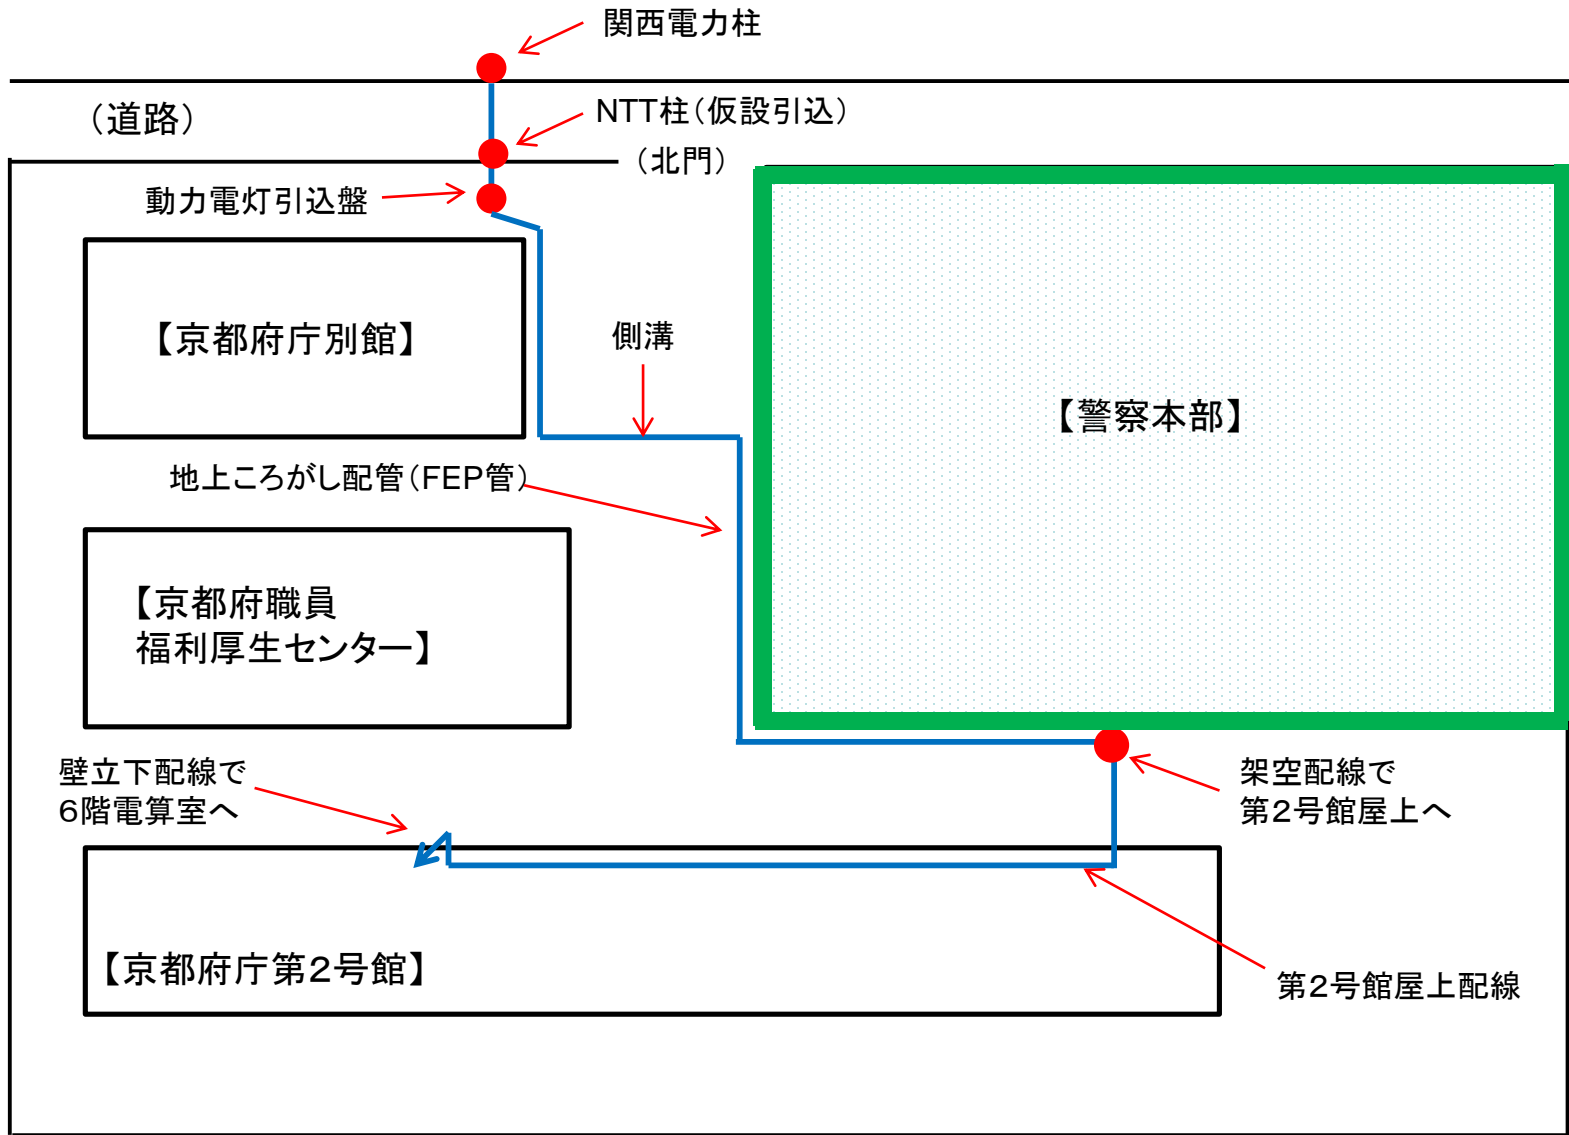 関西電力柱
（道路）
NTT柱（仮設引込）
（北門）
動力電灯引込盤
【京都府庁別館】
側溝
【警察本部】
地上ころがし配管（FEP管）
【京都府職員
福利厚生センター】
壁立下配線で
６階電算室へ
架空配線で
第２号館屋上へ
【京都府庁第２号館】
第２号館屋上配線